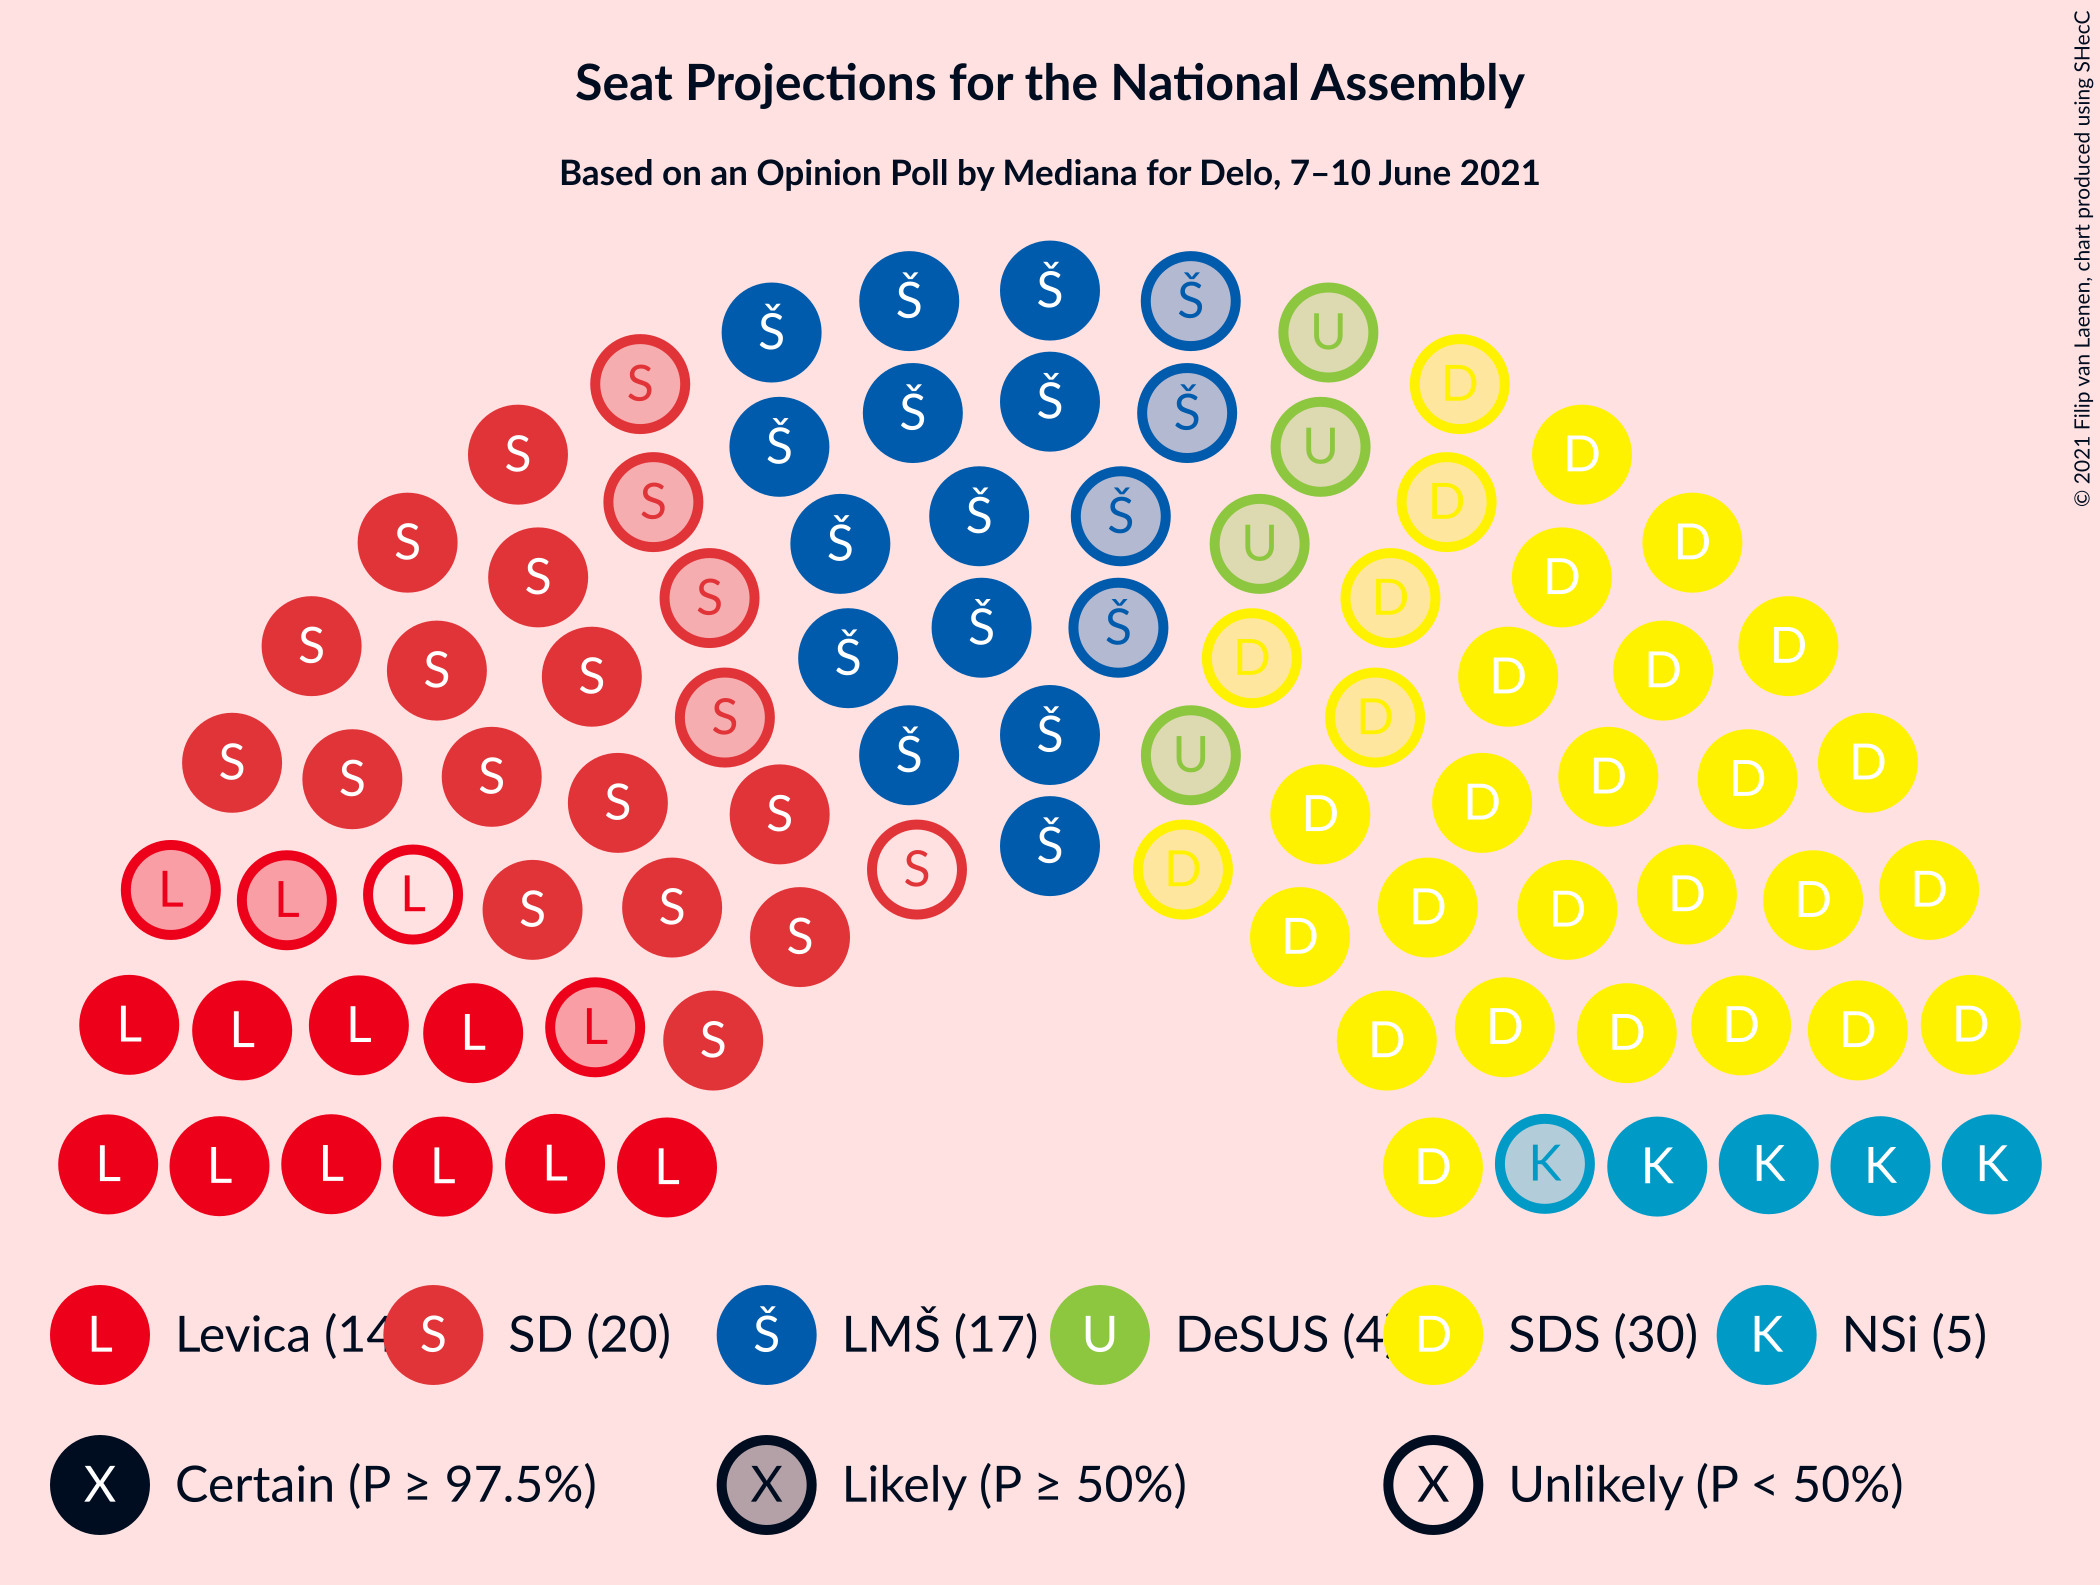 Seat Projections for the National Assembly
Based on an Opinion Poll by Mediana for Delo, 7–10 June 2021
© 2021 Filip van Laenen, chart produced using SHecC
Š Š Š Š U
S Š Š Š Š U D
S S Š Š Š U D D
S S S Š Š Š D D D D
S S S S Š Š U D D D D
S S S S S Š D D D D D
L L L S S S S Š D D D D D D D
L L L L L S D D D D D D
L L L L L L D K K K K K
L Levica (14 S SD (20) Š LMŠ (17) U DeSUS (4 D SDS (30) K NSi (5)
X Certain (P ≥ 97.5%) X Likely (P ≥ 50%) X Unlikely (P < 50%)